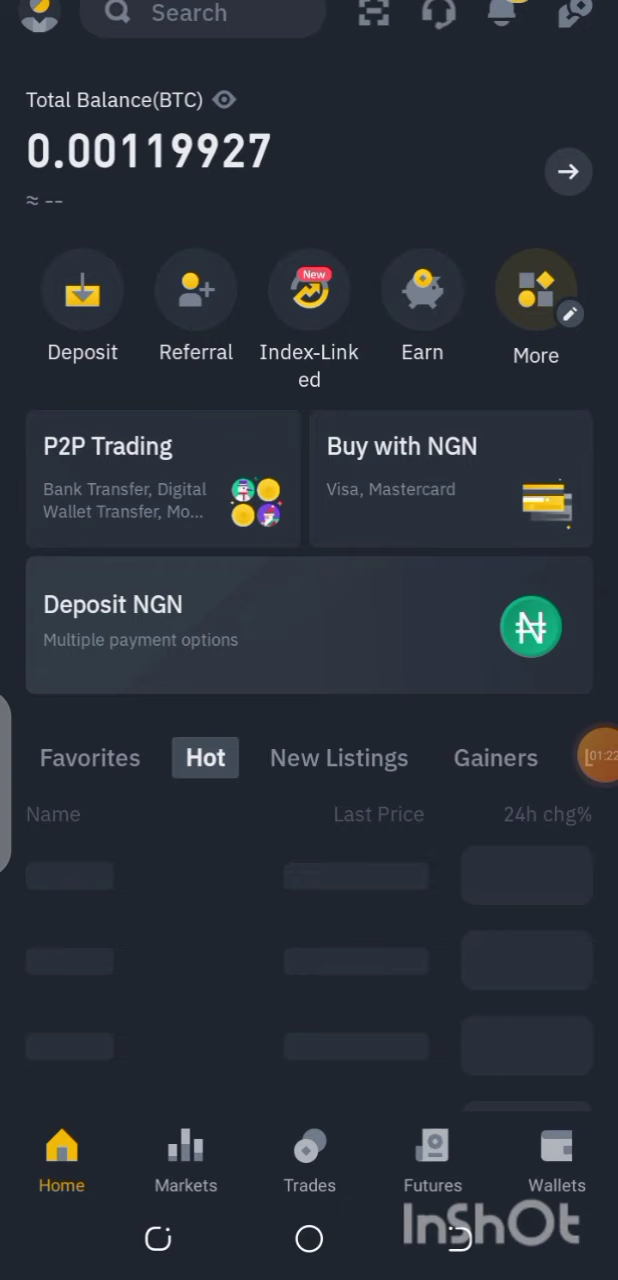 Search
Total Balance(BTC)
0.00119927
≈ --
Deposit
Referral
New
Index-Link
ed
Earn
More
P2P Trading
Bank Transfer, Digital
Wallet Transfer, Mo...
Buy with NGN
Visa, Mastercard
Deposit NGN
Multiple payment options
₦
Favorites
Hot
New Listings
Gainers
[01:22
Name
Last Price
24h chg%
Home
Markets
Trades
Futures
Wallets
InShOt